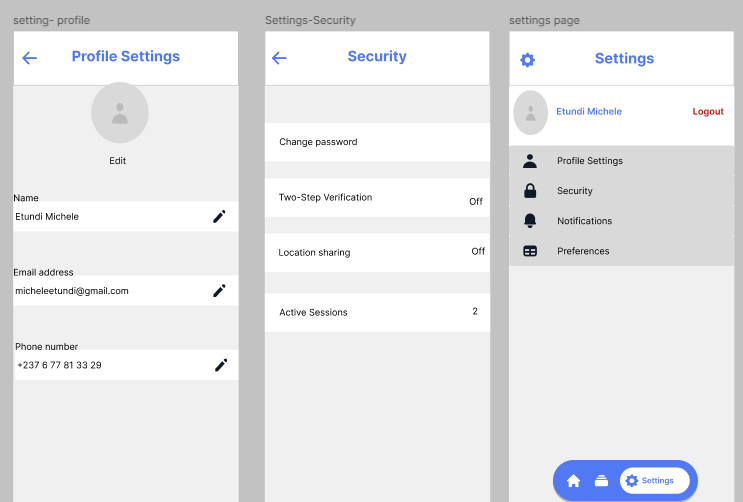 setting- profile
Profile Settings
Edit
Name
Etundi Michele
Email address
micheleetundi@gmail.com
Phone number
+237 6 77 81 33 29
Settings-Security
Security
Change password
Two-Step Verification
Off
Location sharing
Off
Active Sessions
2
settings page
Settings
Etundi Michele
Logout
Profile Settings
Security
Notifications
Preferences
Settings